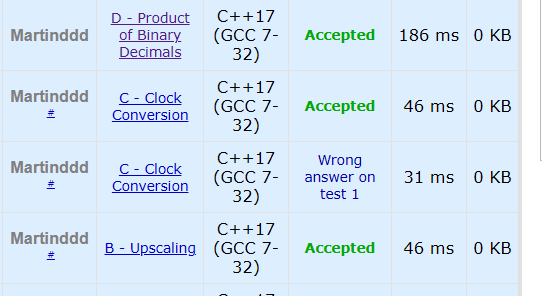 Martinddd
D - Product
of Binary
Decimals
C++17
(GCC 7-
32)
Accepted
186 ms
0 KB
Martinddd
#
C - Clock
Conversion
C++17
(GCC 7-
32)
Accepted
46 ms
0 KB
Martinddd
#
C - Clock
Conversion
C++17
(GCC 7-
32)
Wrong
answer on
test 1
31 ms
0 KB
Martinddd
#
B - Upscaling
C++17
(GCC 7-
32)
Accepted
46 ms
0 KB
C++17